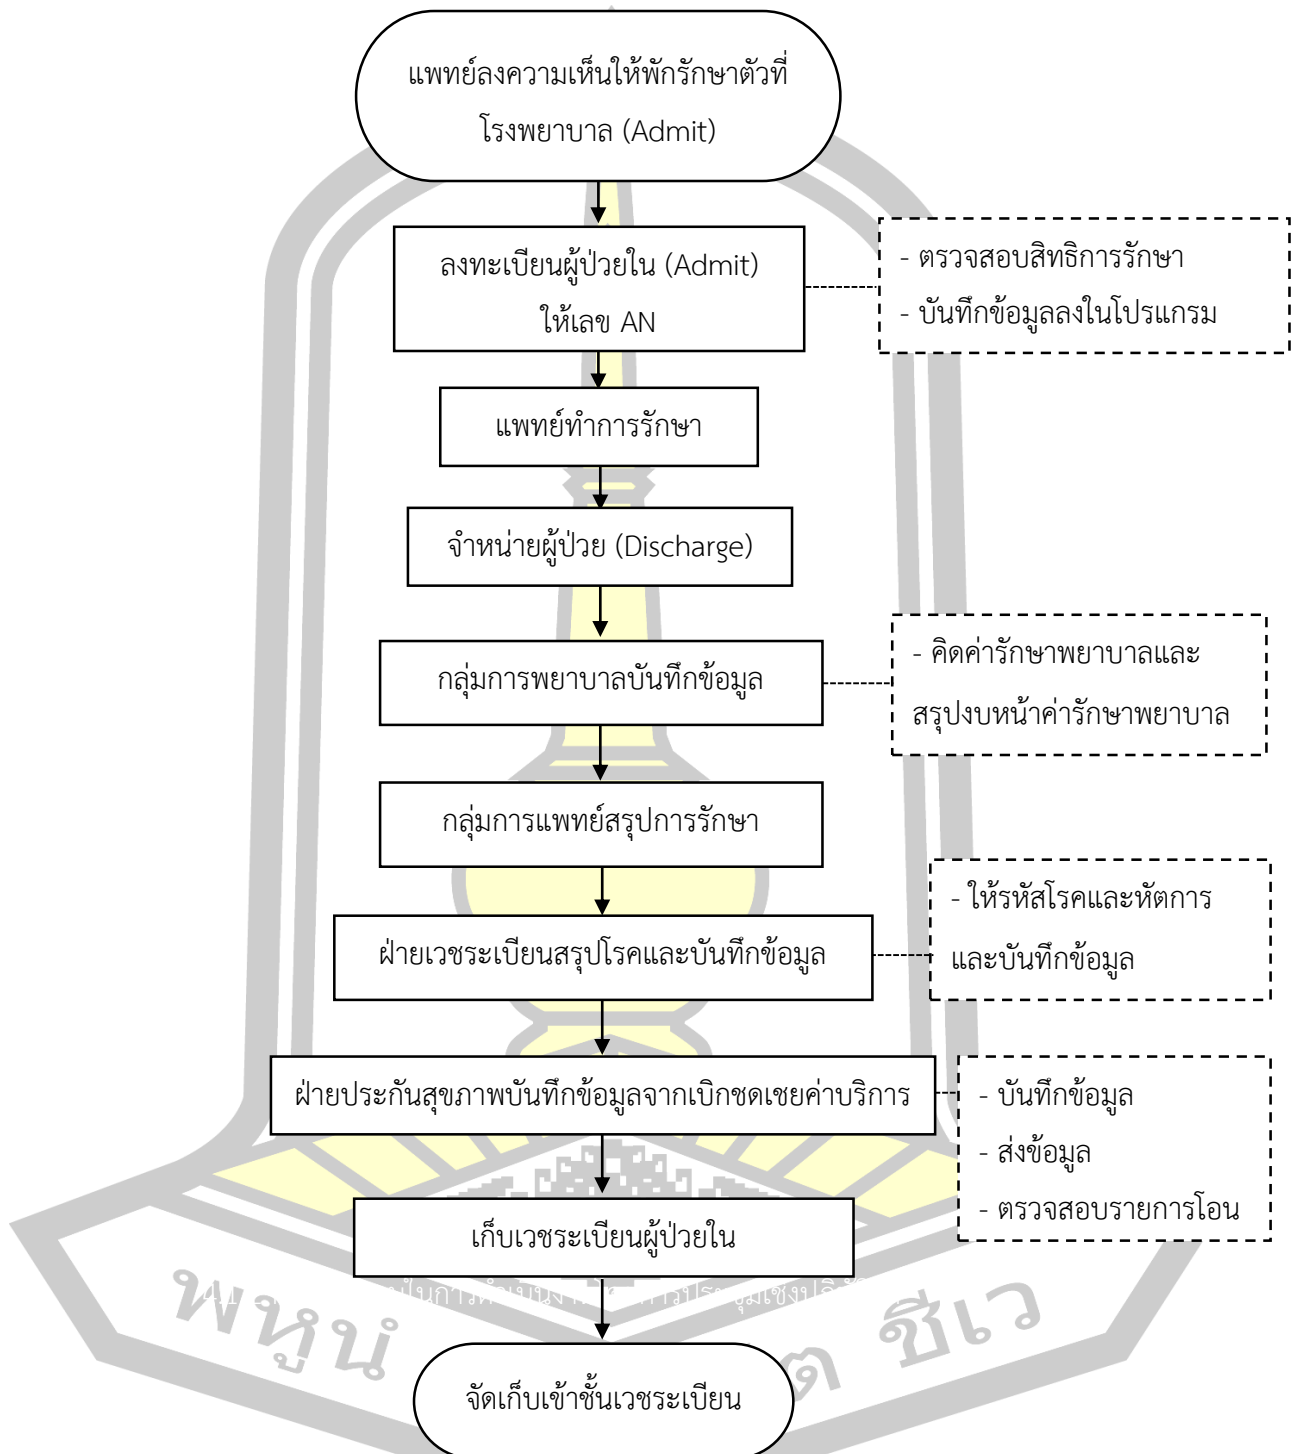 แพทย์ลงความเห็นให้พักรักษาตัวที่
โรงพยาบาล (Admit)
ลงทะเบียนผู้ป่วยใน (Admit)
ให้เลข AN
- ตรวจสอบสิทธิการรักษา
- บันทึกข้อมูลลงในโปรแกรม
แพทย์ทำการรักษา
จำหน่ายผู้ป่วย (Discharge)
กลุ่มการพยาบาลบันทึกข้อมูล
- คิดค่ารักษาพยาบาลและ
สรุปงบหน้าค่ารักษาพยาบาล
กลุ่มการแพทย์สรุปการรักษา
ฝ่ายเวชระเบียนสรุปโรคและบันทึกข้อมูล
- ให้รหัสโรคและหัตการ
และบันทึกข้อมูล
ฝ่ายประกันสุขภาพบันทึกข้อมูลจากเบิกชดเชยค่าบริการ
- บันทึกข้อมูล
- ส่งข้อมูล
- ตรวจสอบรายการโอน
เก็บเวชระเบียนผู้ป่วยใน
พหูนํ ชีเว
จัดเก็บเข้าชั้นเวชระเบียน